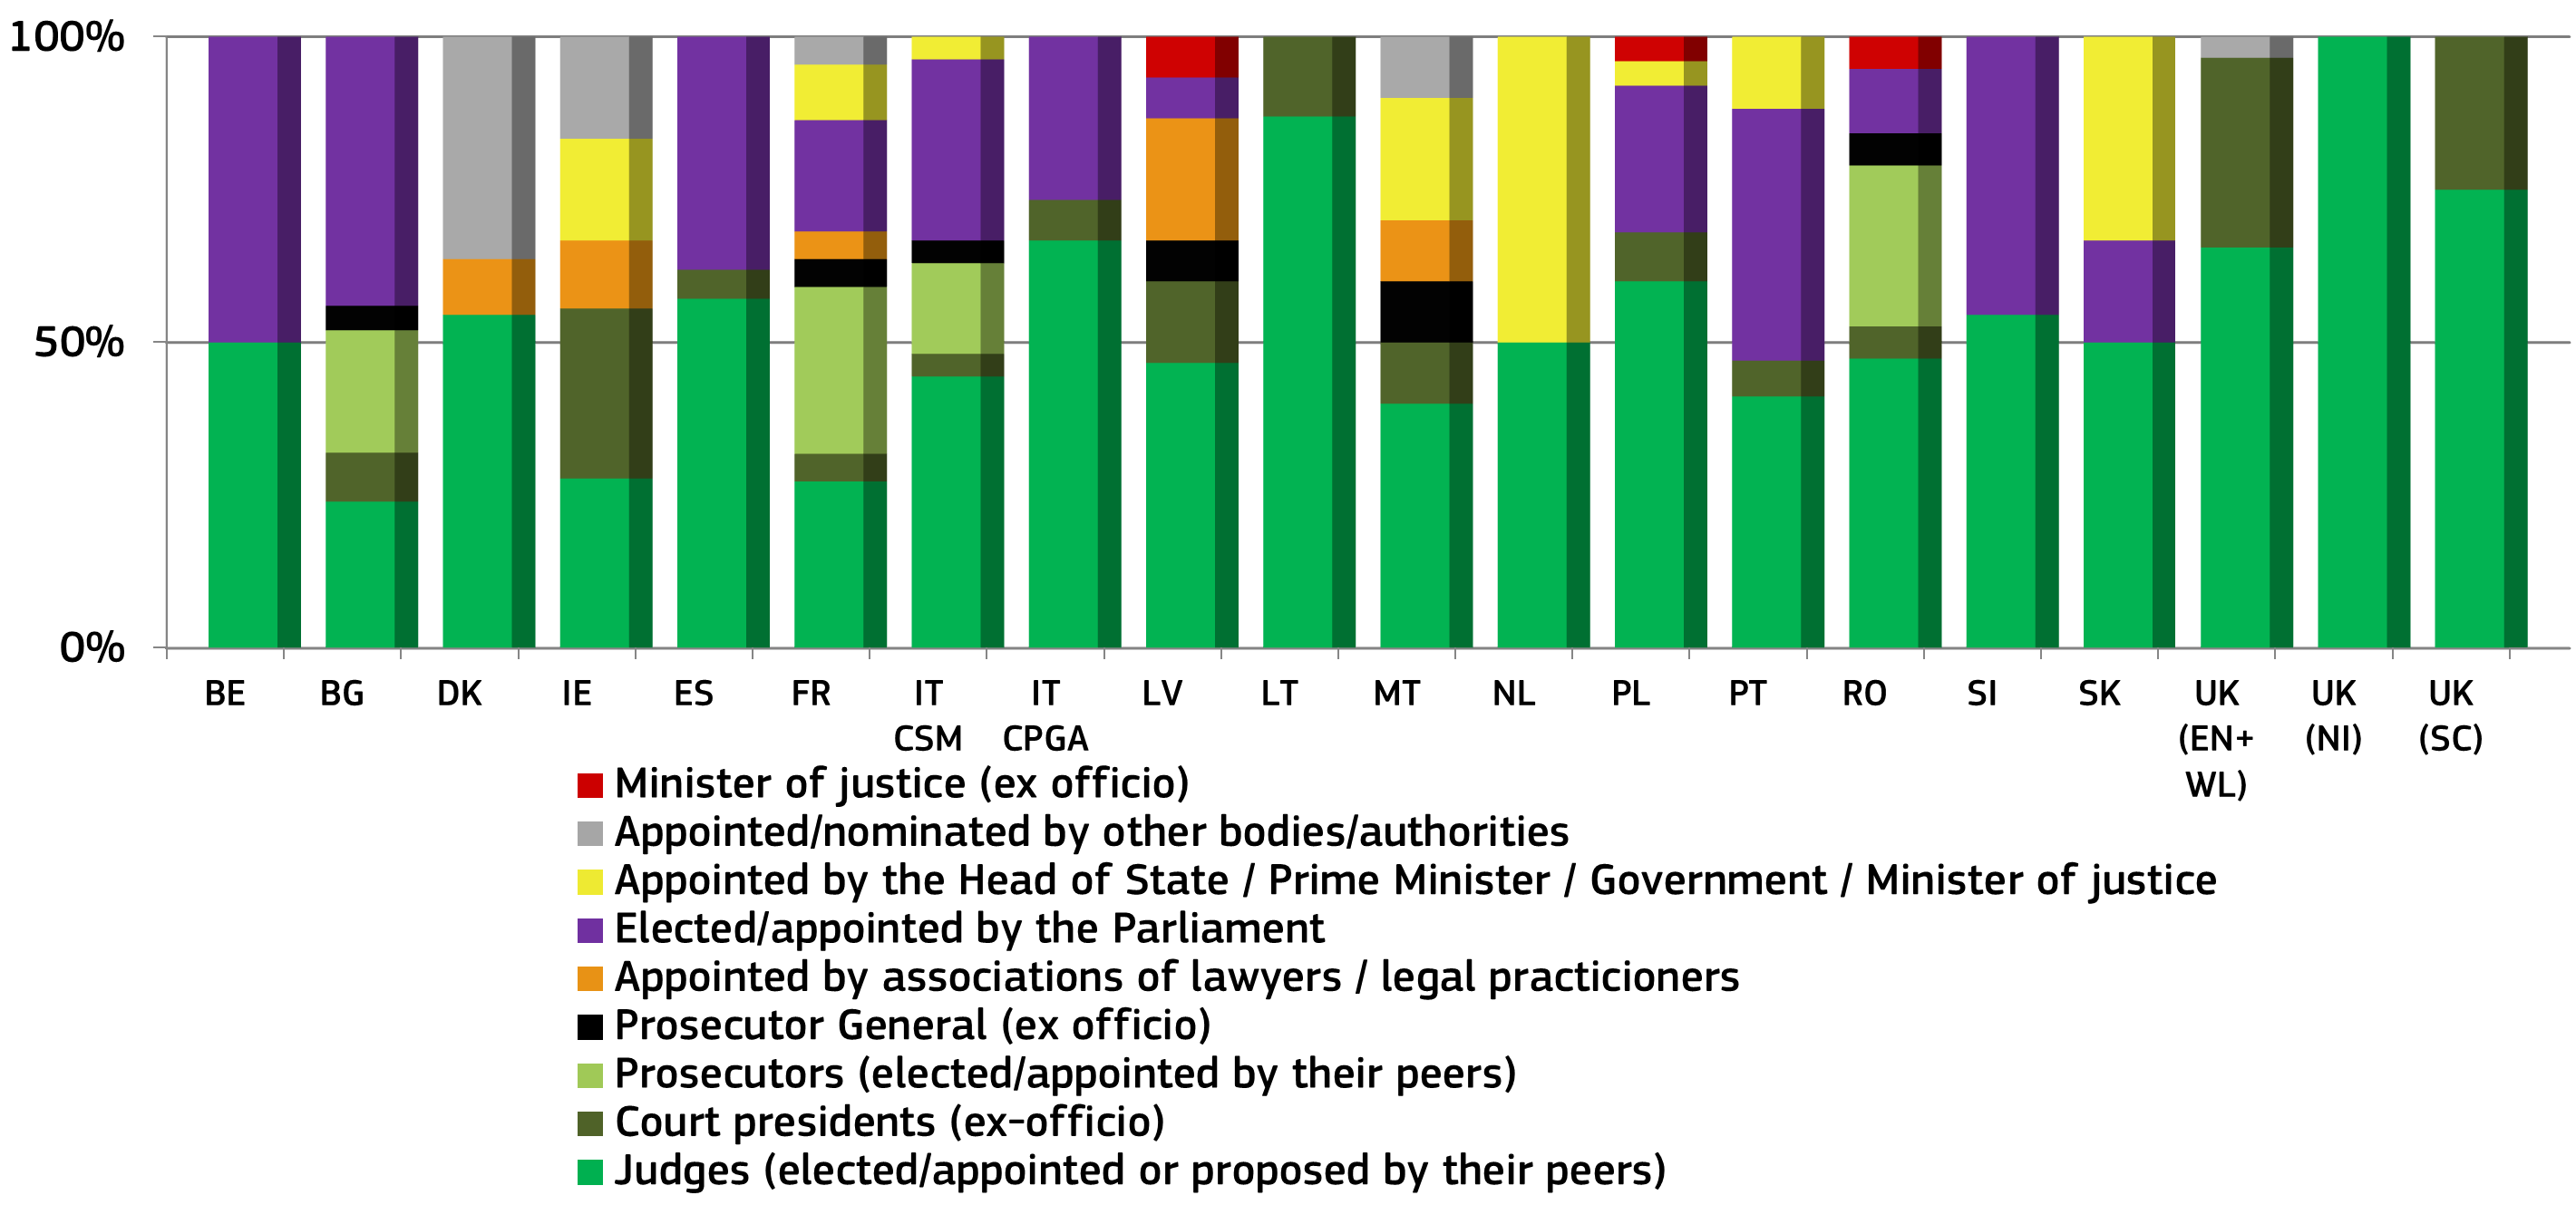 100%
50%
0%
BE BG DK IE ES FR IT IT LV LT MT NL PL PT RO SI SK UK UK UK
CSM CPGA (EN+ (NI) (SC)
WL)
Minister of justice (ex officio)
Appointed/nominated by other bodies/authorities
Appointed by the Head of State / Prime Minister / Government / Minister of justice
Elected/appointed by the Parliament
Appointed by associations of lawyers / legal practicioners
Prosecutor General (ex officio)
Prosecutors (elected/appointed by their peers)
Court presidents (ex-officio)
Judges (elected/appointed or proposed by their peers)